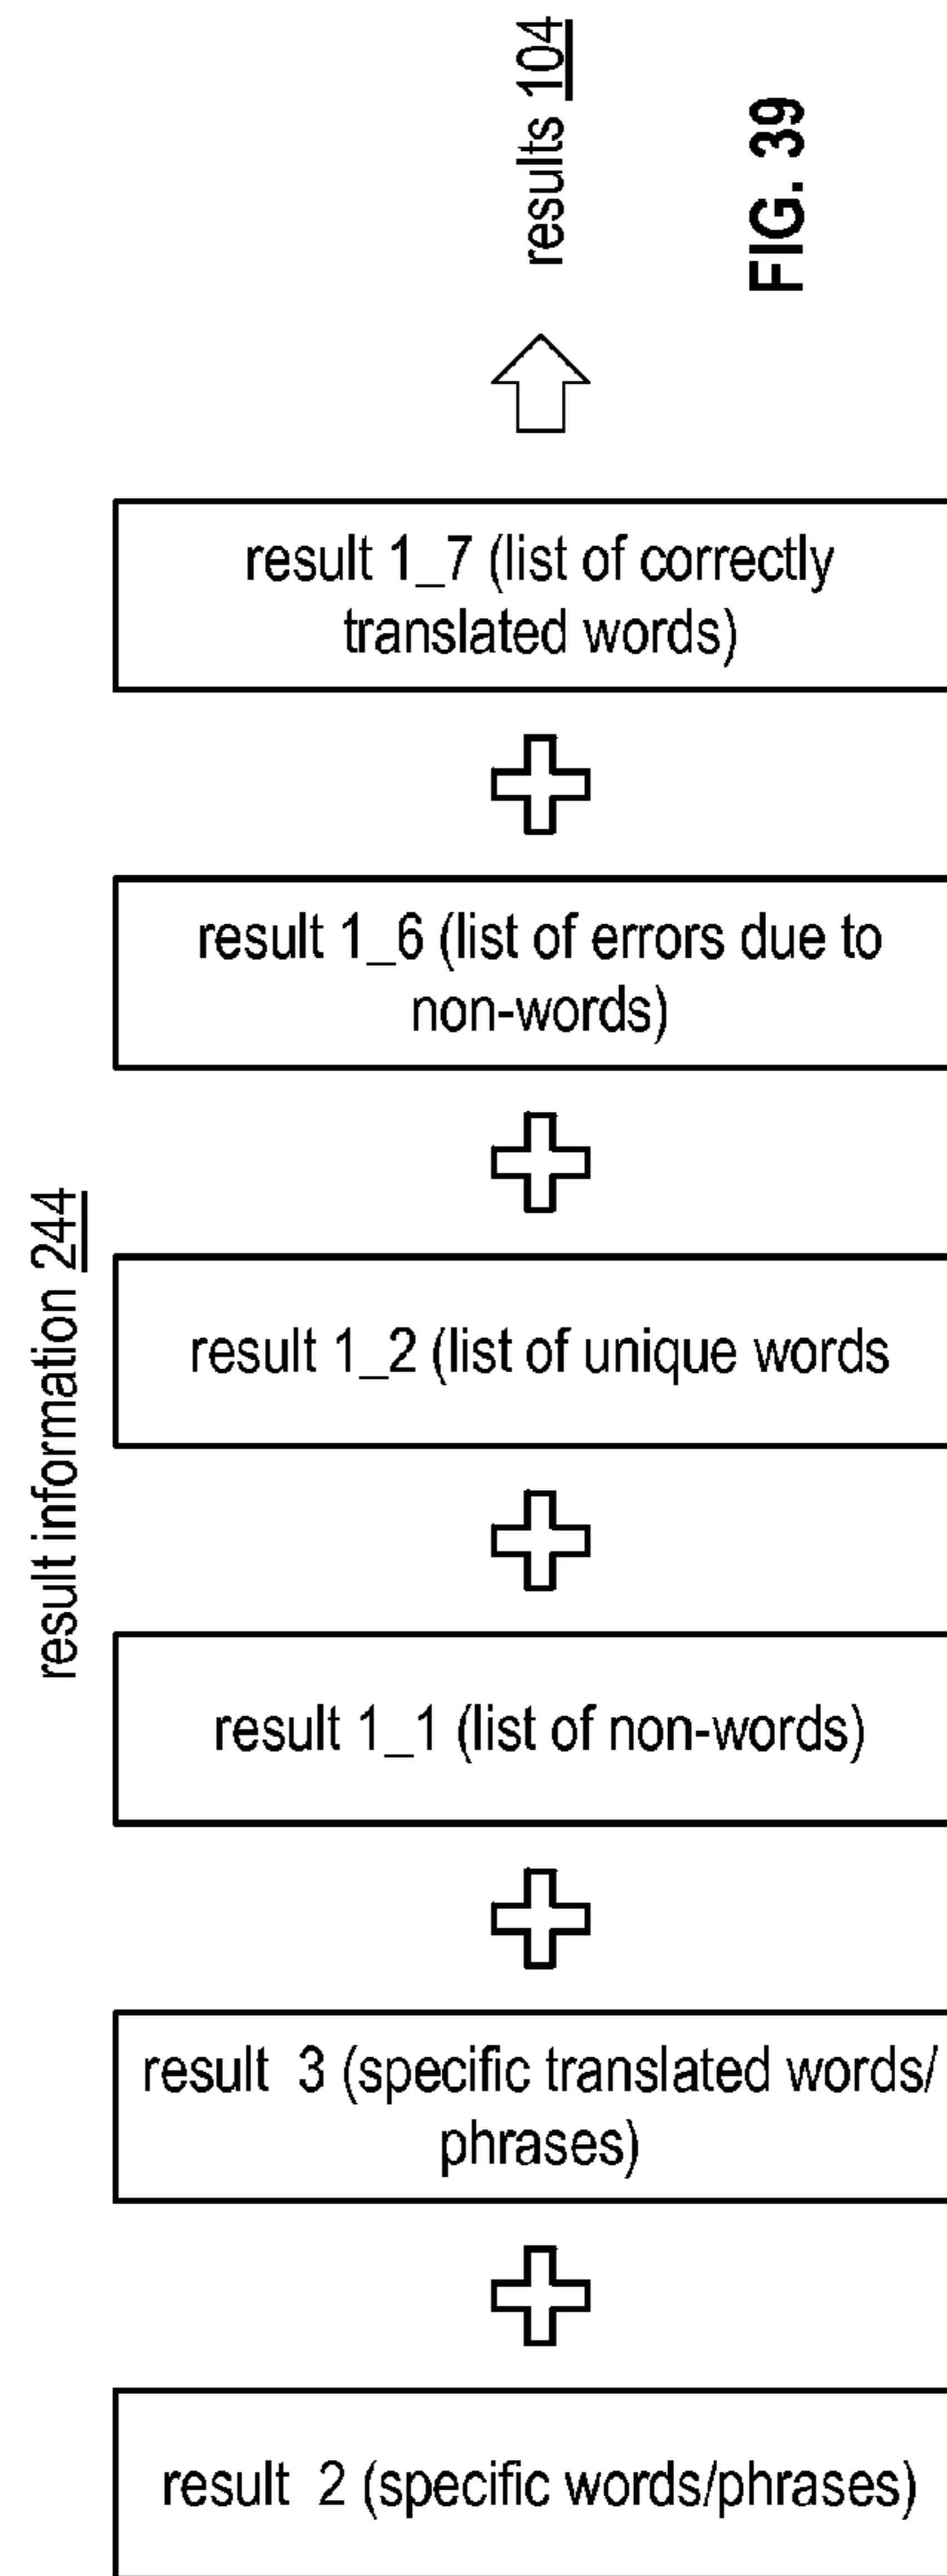 results 104
FIG. 39
result 1_7 (list of correctly
translated words)
result 1_6 (list of errors due to
non-words)
result information 244
result 1_2 (list of unique words
result 1_1 (list of non-words)
result 3 (specific translated words/
phrases)
result 2 (specific words/phrases)